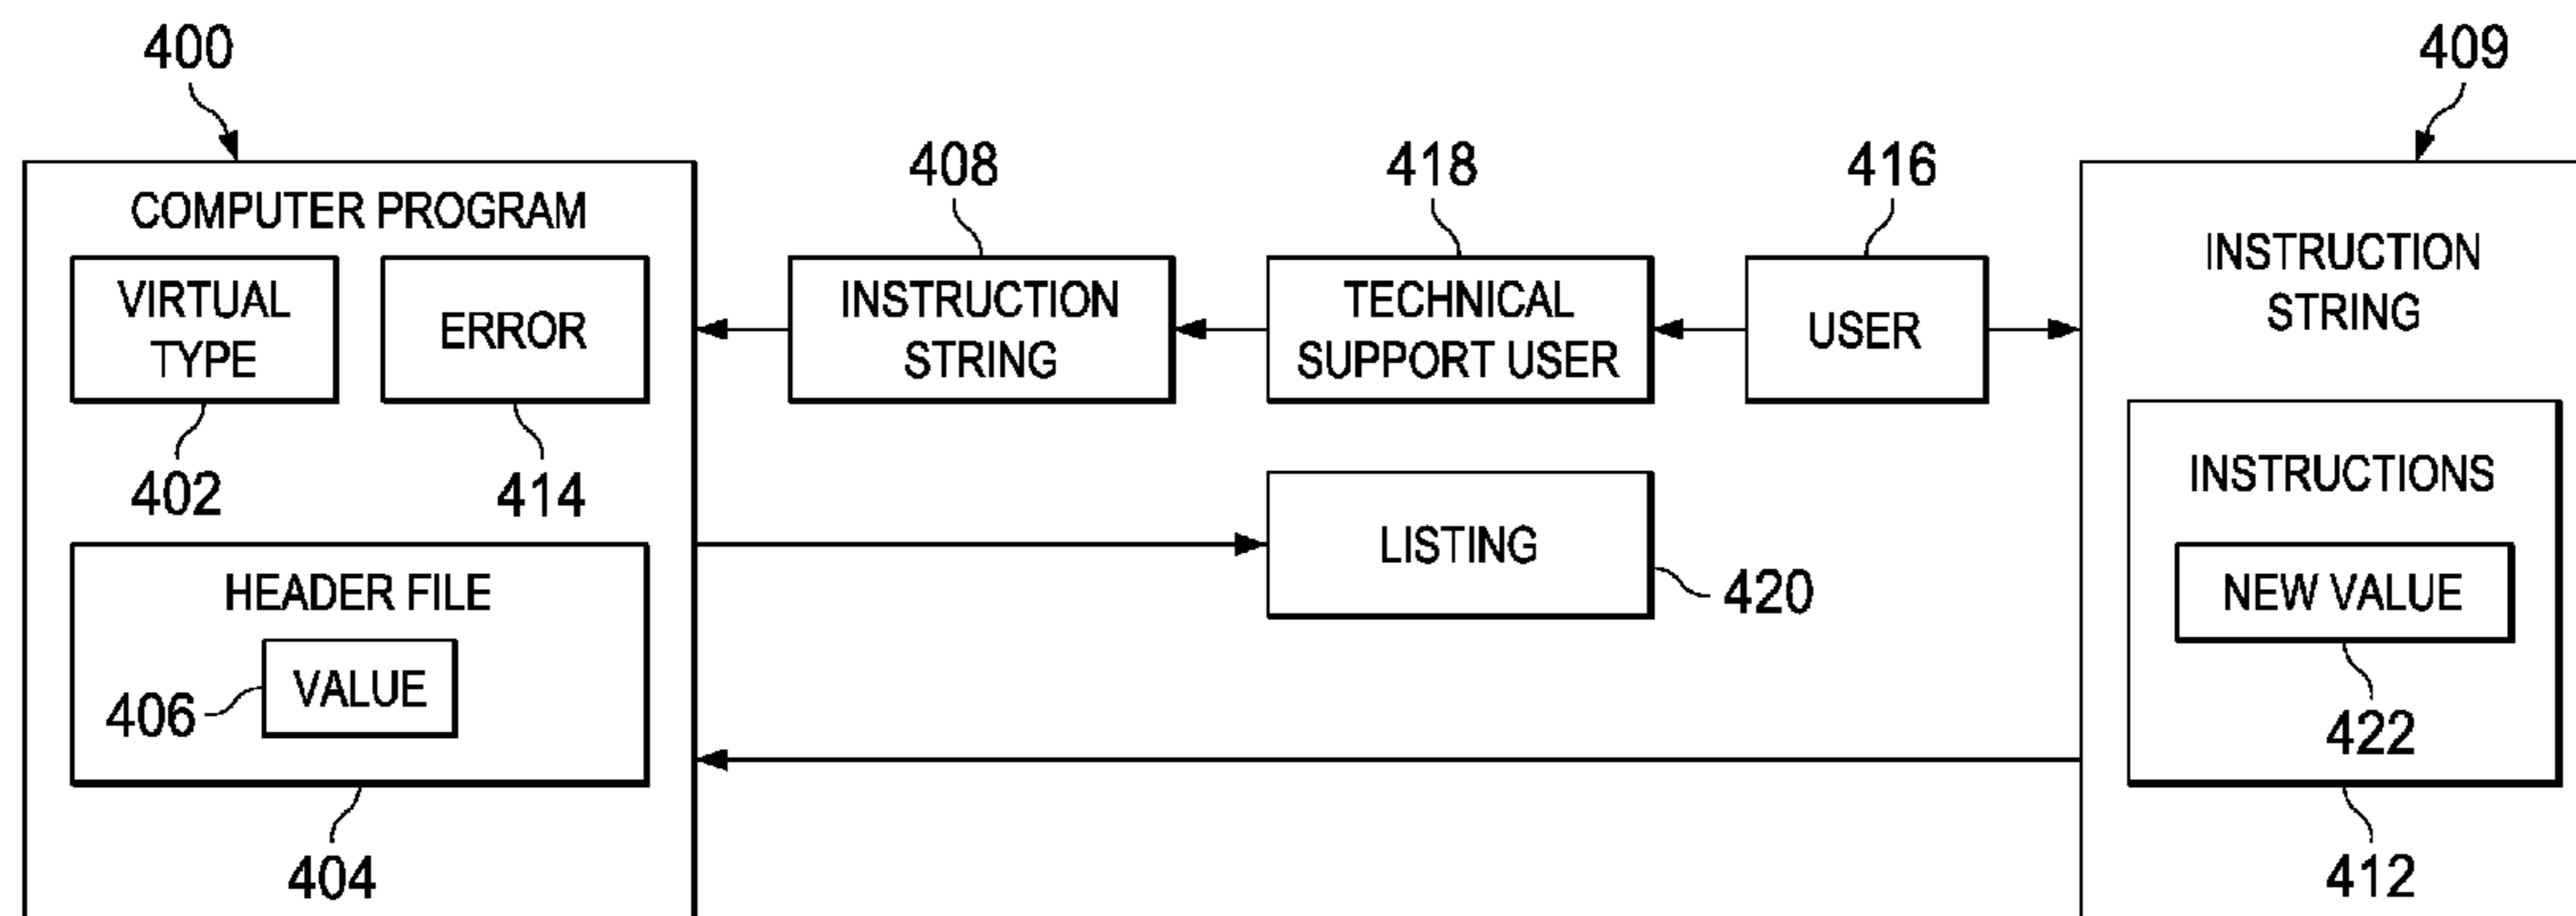 400
409
408
418
416
COMPUTER PROGRAM
VIRTUAL
TYPE
ERROR
INSTRUCTION
STRING
TECHNICAL
SUPPORT USER
USER
INSTRUCTION
STRING
402
414
INSTRUCTIONS
LISTING
420
HEADER FILE
NEW VALUE
VALUE
406
422
404
412